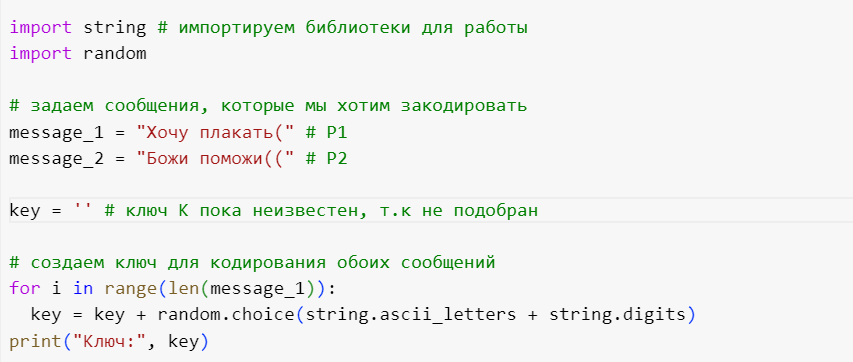 import string # импортируем библиотеки для работы
import random
# задаем сообщения, которые мы хотим закодировать
message_1 = "Хочу плакать(" # P1
message_2 = "Божи поможи((" # P2
key = '' # ключ К пока неизвестен, т.к не подобран
# создаем ключ для кодирования обоих сообщений
for i in range(len(message_1)):
key = key + random.choice(string.ascii_letters + string.digits)
print("Ключ:", key)